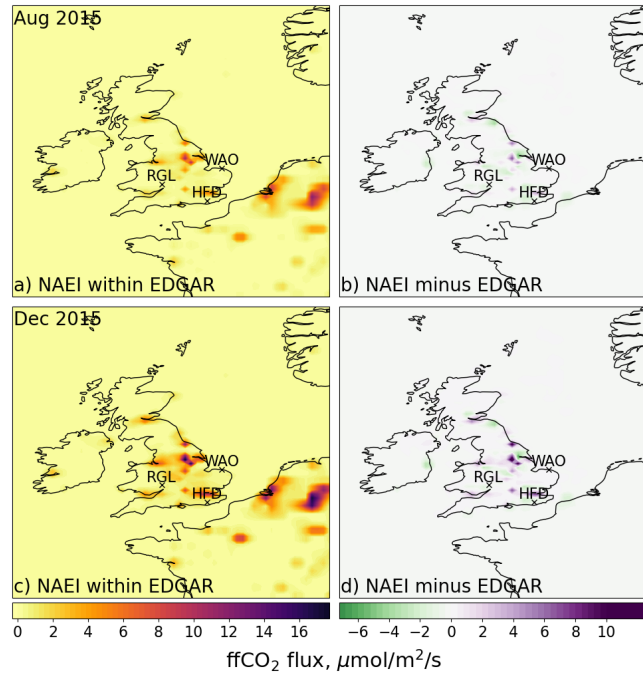 Aug 2015
WAO
RGL
HFD
a) NAEI within EDGAR
WAO
RGL
HFD
b) NAEI minus EDGAR
Dec 2015
WAO
RGL
HFD
c) NAEI within EDGAR
WAO
RGL
HFD
d) NAEI minus EDGAR
0 2 4 6 8 10 12 14 16
−6 −4 −2 0 2 4 6 8 10
ffCO₂ flux, μmol/m²/s